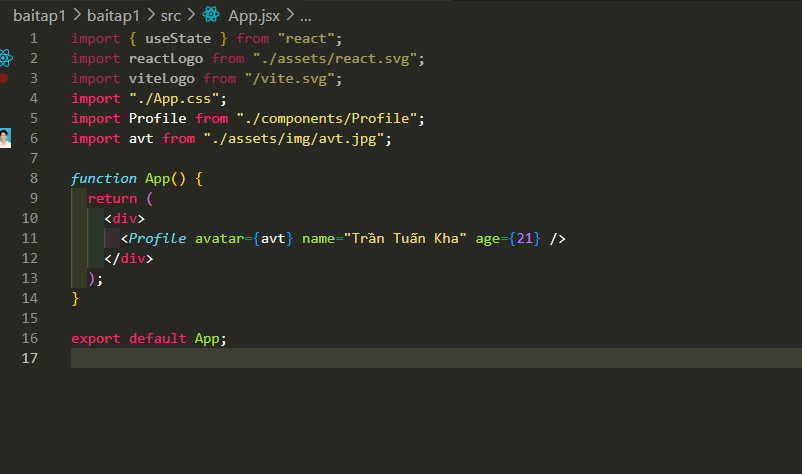 baitap1 > baitap1 > src > App.jsx > ...
1 import { useState } from "react";
2 import reactLogo from "./assets/react.svg";
3 import viteLogo from "/vite.svg";
4 import "./App.css";
5 import Profile from "./components/Profile";
6 import avt from "./assets/img/avt.jpg";
7
8 function App() {
9   return (
10     <div>
11       <Profile avatar={avt} name="Trần Tuấn Kha" age={21} />
12     </div>
13   );
14 }
15
16 export default App;
17